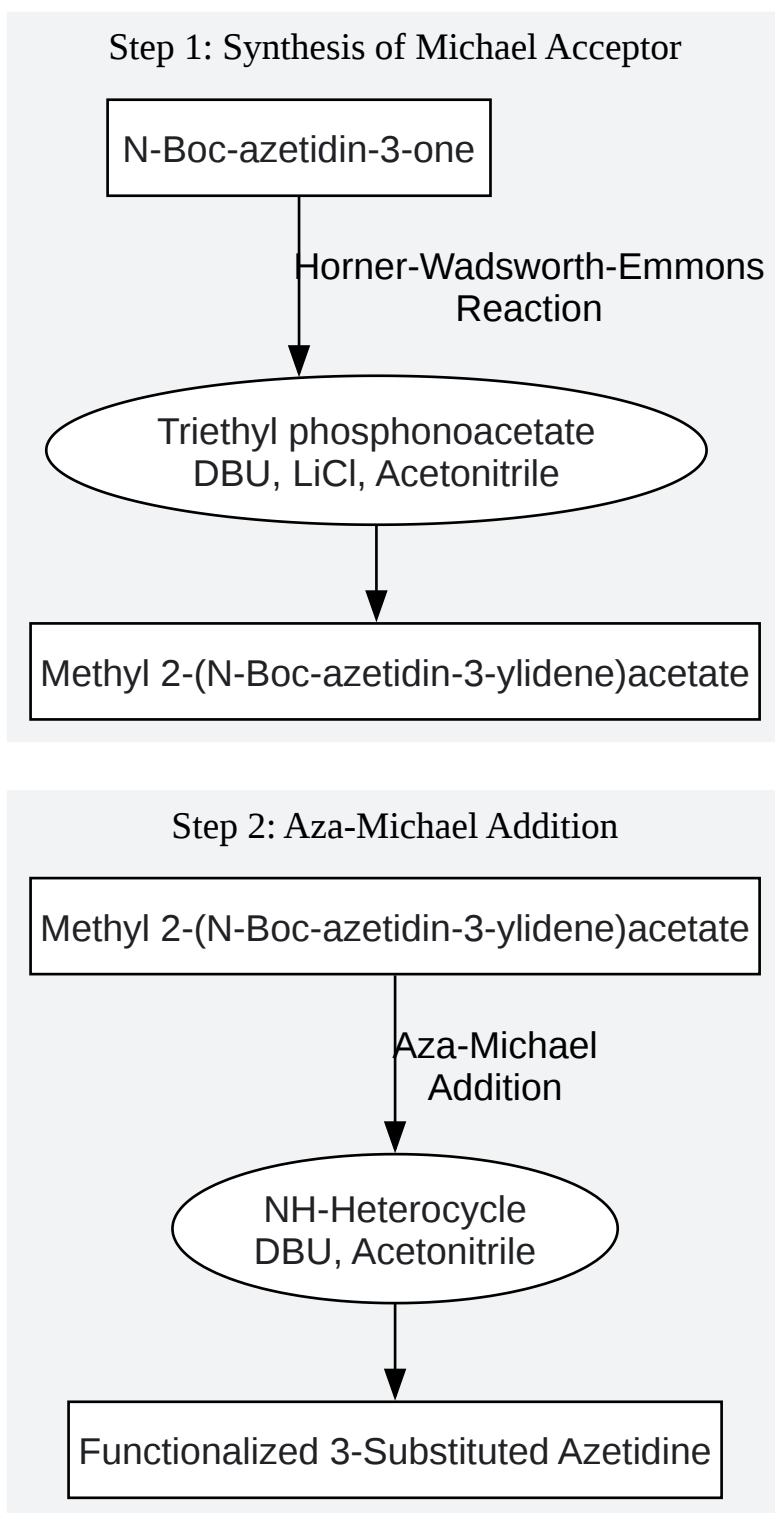 Step 1: Synthesis of Michael Acceptor
N-Boc-azetidin-3-one
Horner-Wadsworth-Emmons
Reaction
Triethyl phosphonoacetate
DBU, LiCl, Acetonitrile
Methyl 2-(N-Boc-azetidin-3-ylidene)acetate
Step 2: Aza-Michael Addition
Methyl 2-(N-Boc-azetidin-3-ylidene)acetate
Aza-Michael
Addition
NH-Heterocycle
DBU, Acetonitrile
Functionalized 3-Substituted Azetidine